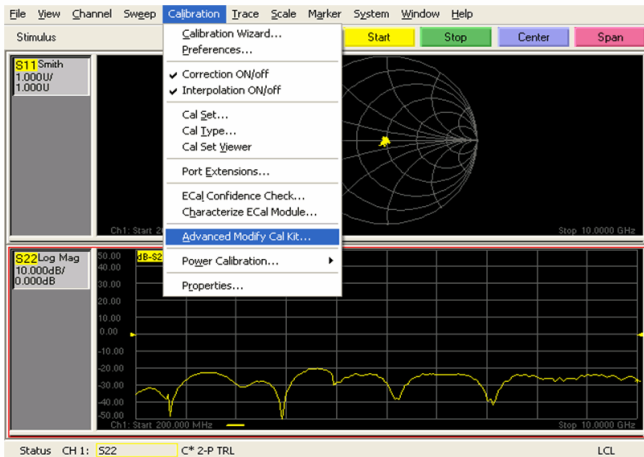 File View Channel Sweep Calibration Trace Scale Marker System Window Help
Stimulus
Start Stop Center Span
Calibration Wizard...
Preferences...
Correction ON/off
Interpolation ON/off
Cal Set...
Cal Type...
Cal Set Viewer
Port Extensions...
ECal Confidence Check...
Characterize ECal Module...
Advanced Modify Cal Kit...
Power Calibration...
Properties...
S11 Smith
1.000U/
1.000U
Ch1: Start 20
Stop 10.0000 GHz
S22 Log Mag
10.000dB/
0.000dB
50.00 dB-S2
40.00
30.00
20.00
10.00
0.00
-10.00
-20.00
-30.00
-40.00
-50.00
Ch1: Start 200.000 MHz
Stop 10.0000 GHz
Status CH 1: S22 C* 2-P TRL LCL